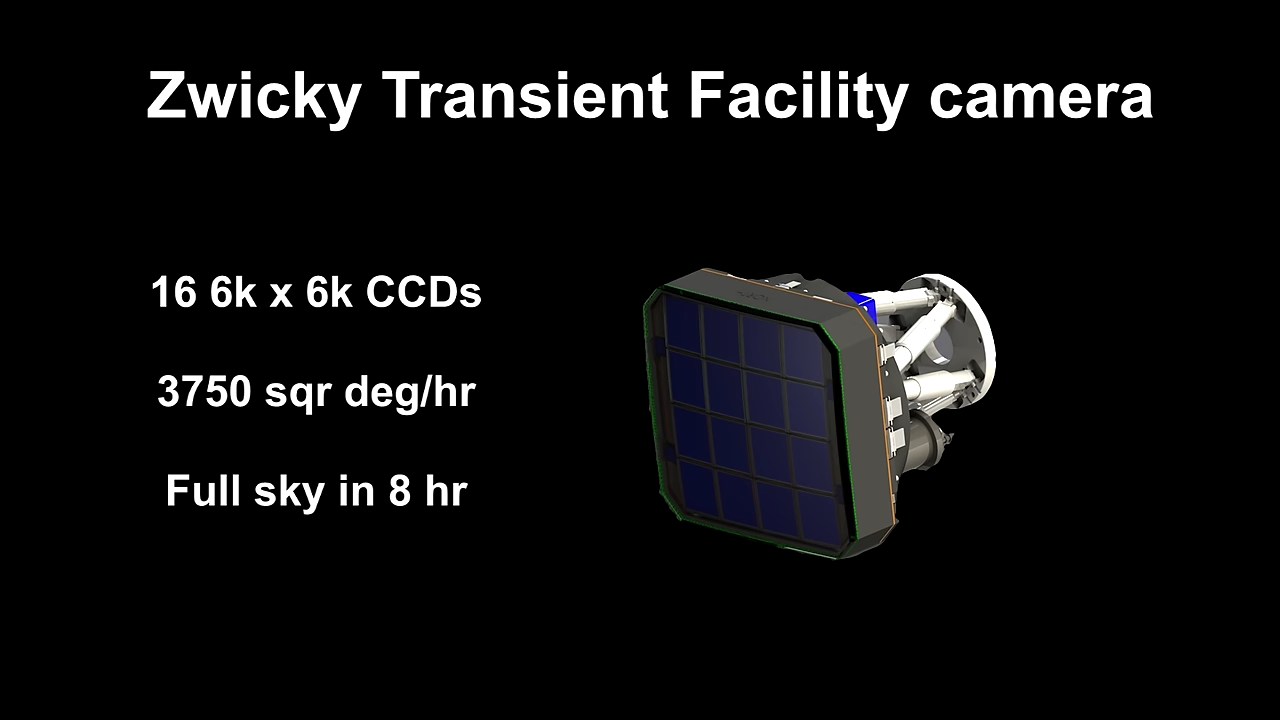 Zwicky Transient Facility camera
16 6k x 6k CCDs
3750 sqr deg/hr
Full sky in 8 hr